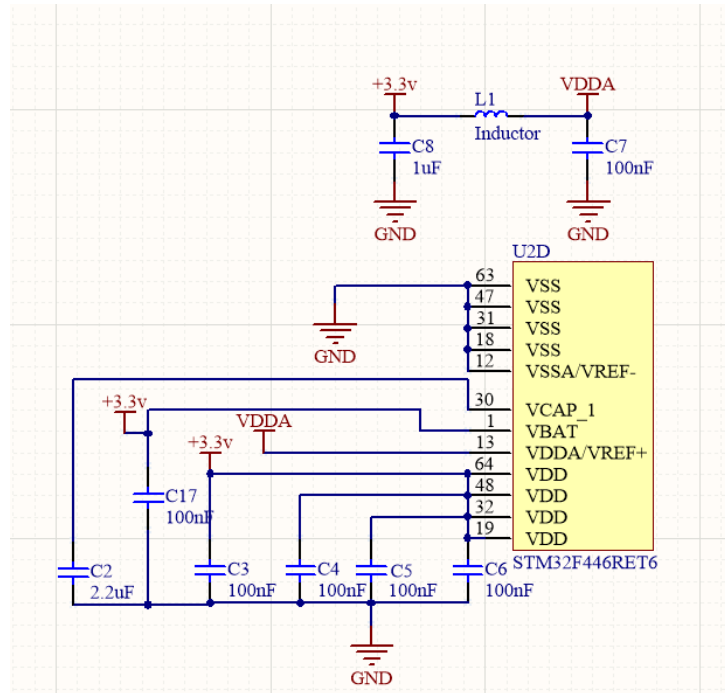 +3.3v
VDDA
L1
Inductor
C8
1uF
C7
100nF
GND
GND
U2D
63 VSS
47 VSS
31 VSS
18 VSS
12 VSSA/VREF-
GND
30 VCAP_1
+3.3v
1 VBAT
VDDA
13 VDDA/VREF+
+3.3v
64 VDD
48 VDD
32 VDD
19 VDD
C17
100nF
STM32F446RET6
C2
2.2uF
C3
100nF
C4
100nF
C5
100nF
C6
100nF
GND